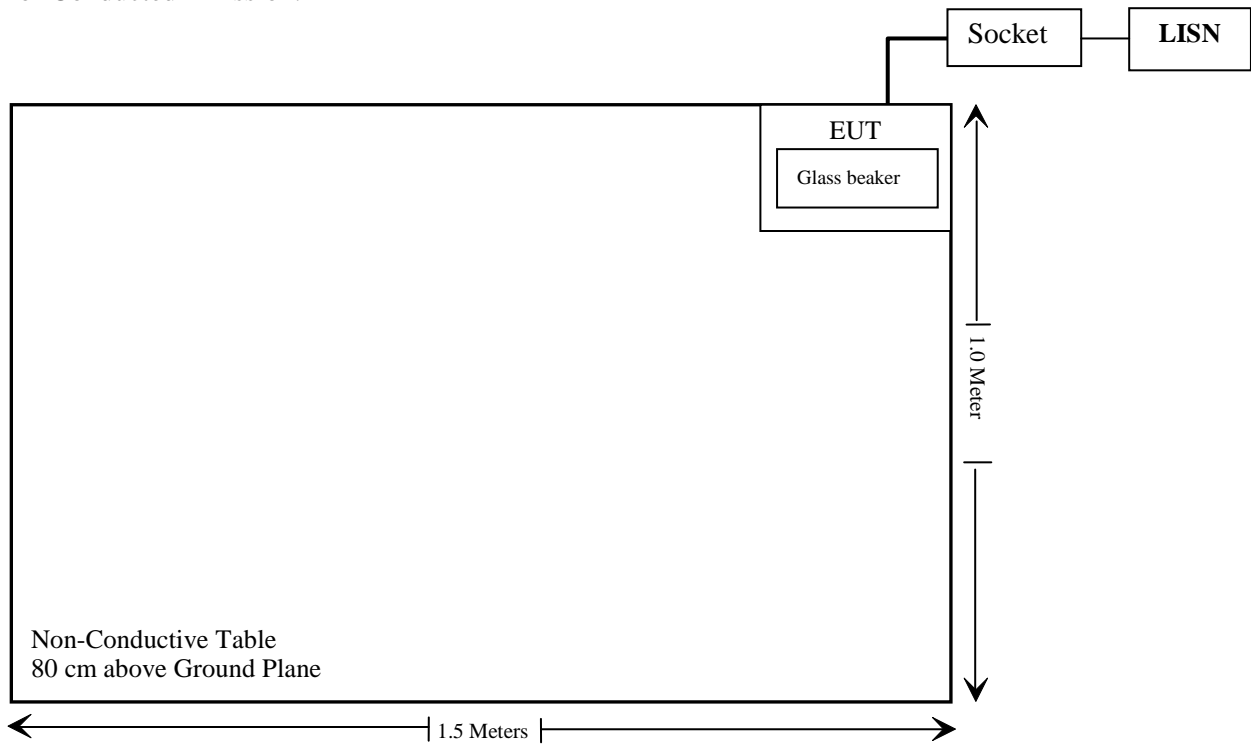 Socket
LISN
EUT
Glass beaker
1.0 Meter
Non-Conductive Table
80 cm above Ground Plane
1.5 Meters